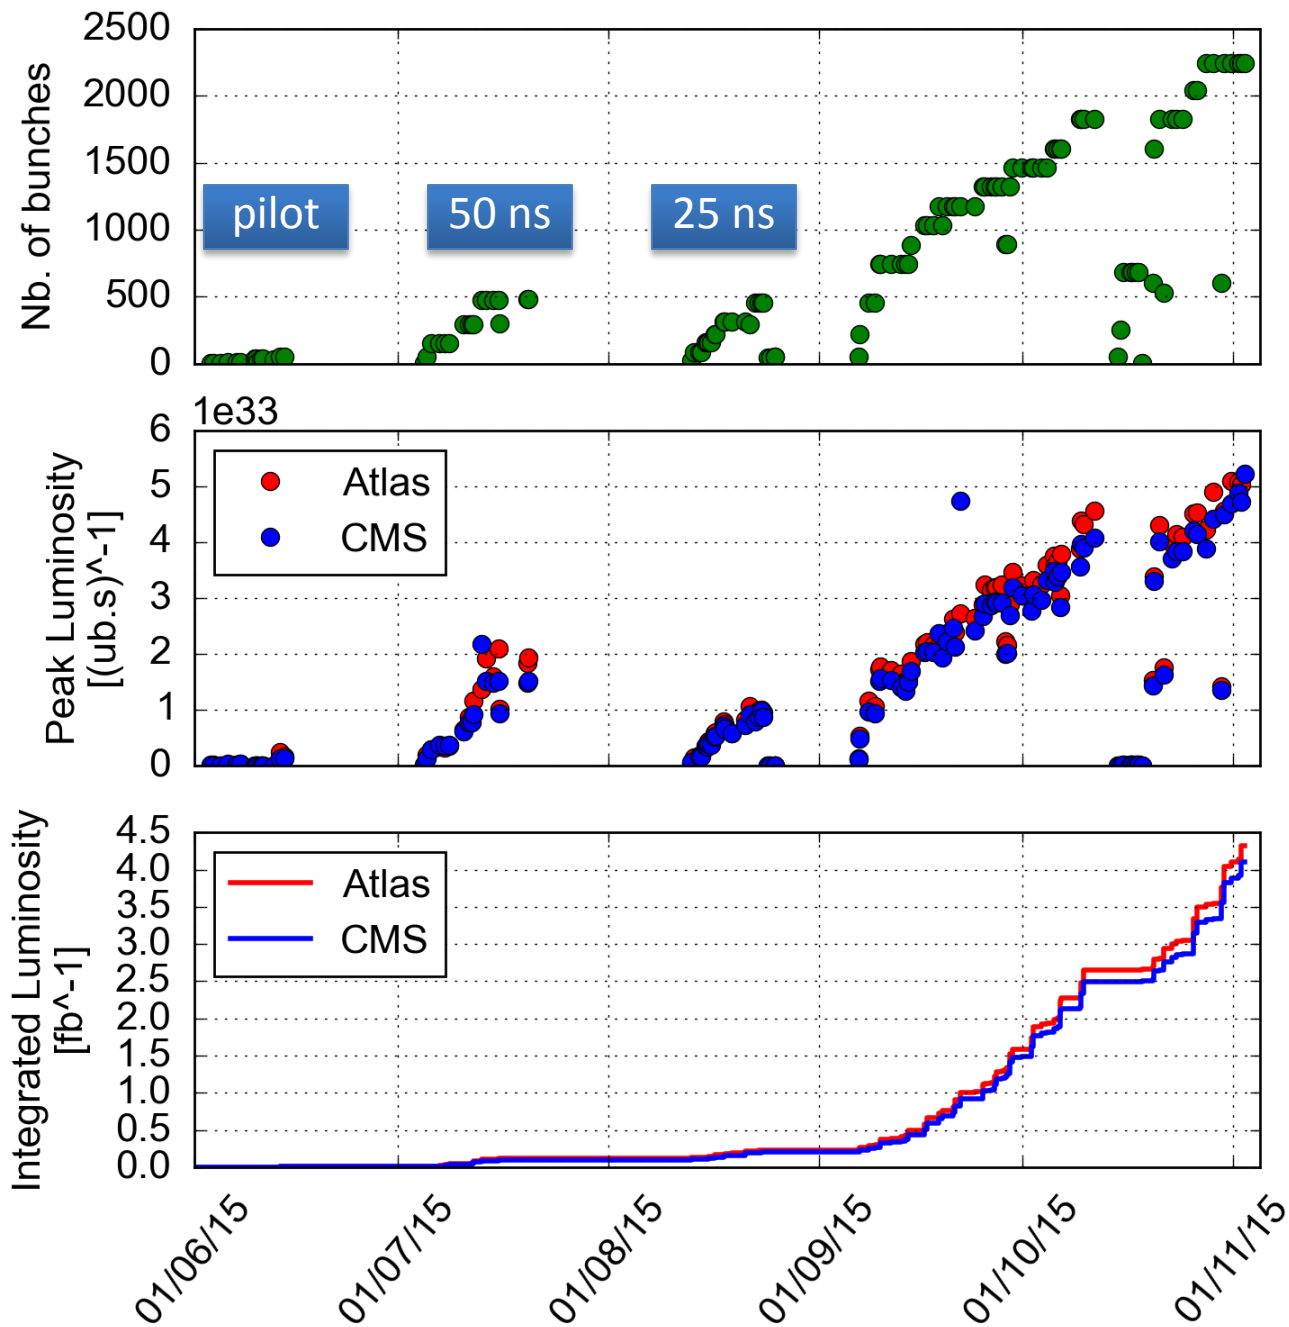 Nb. of bunches
2500
2000
1500
1000
500
0
pilot
50 ns
25 ns
Peak Luminosity
[(ub.s)^-1]
1e33
6
5
4
3
2
1
0
Atlas
CMS
Integrated Luminosity
[fb^-1]
4.5
4.0
3.5
3.0
2.5
2.0
1.5
1.0
0.5
0.0
Atlas
CMS
01/06/15
01/07/15
01/08/15
01/09/15
01/10/15
01/11/15